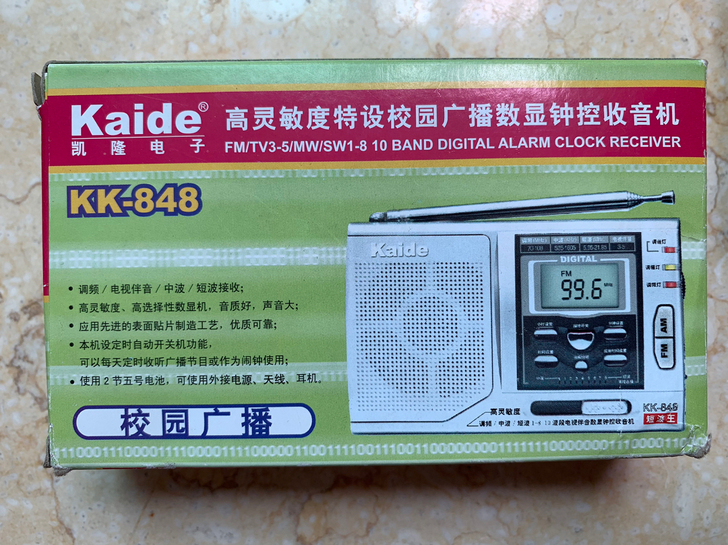 Kaide®
凯隆电子
高灵敏度特设校园广播数显钟控收音机
FM/TV3-5/MW/SW1-8 10 BAND DIGITAL ALARM CLOCK RECEIVER
KK-848
• 调频／电视伴音／中波／短波接收;
• 高灵敏度、高选择性数显机，音质好，声音大;
• 应用先进的表面贴片制造工艺，优质可靠;
• 本机设定时自动开关机功能，
可以每天定时收听广播节目或作为闹钟使用;
• 使用2节五号电池，可使用外接电源、天线、耳机。
校园广播
Kaide
DIGITAL
FM
99.6 MHz
FM AM
高灵敏度
KK-848
短波王